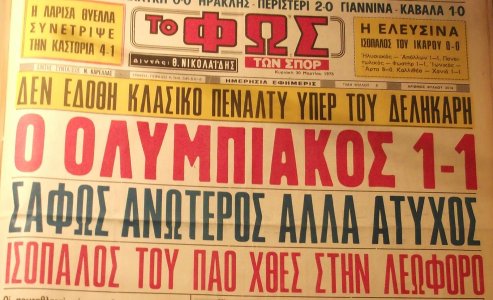 ΗΡΑΚΛΗΣ · ΠΕΡΙΣΤΕΡΙ 2-0 ΓΙΑΝΝΙΝΑ · ΚΑΒΑΛΑ 1-0
Η ΛΑΡΙΣΑ ΘΥΕΛΛΑ
ΣΥΝΕΤΡΙΨΕ
ΤΗΝ ΚΑΣΤΟΡΙΑ 4-1
ΤΟ ΦΩΣ
ΤΩΝ ΣΠΟΡ
Δ)ντής: Θ. ΝΙΚΟΛΑΪΔΗΣ
Η ΕΛΕΥΣΙΝΑ
ΙΣΟΠΑΛΟΣ ΤΟΥ ΙΚΑΡΟΥ 0-0
ΗΜΕΡΗΣΙΑ ΕΦΗΜΕΡΙΣ
ΔΕΝ ΕΔΟΘΗ ΚΛΑΣΙΚΟ ΠΕΝΑΛΤΥ ΥΠΕΡ ΤΟΥ ΔΕΛΗΚΑΡΗ
Ο ΟΛΥΜΠΙΑΚΟΣ 1-1
ΣΑΦΩΣ ΑΝΩΤΕΡΟΣ ΑΛΛΑ ΑΤΥΧΟΣ
ΙΣΟΠΑΛΟΣ ΤΟΥ ΠΑΟ ΧΘΕΣ ΣΤΗΝ ΛΕΩΦΟΡΟ